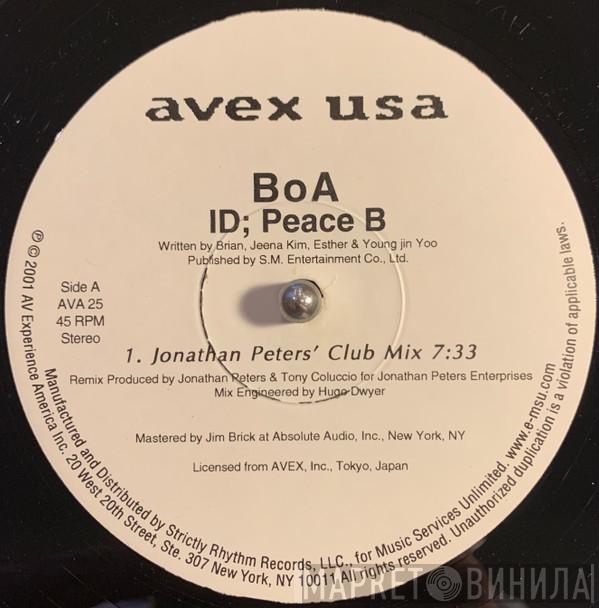 avex usa
BoA
ID; Peace B
Written by Brian, Jeena Kim, Esther & Young jin Yoo
Published by S.M. Entertainment Co., Ltd.
Side A
AVA 25
45 RPM
Stereo
1. Jonathan Peters' Club Mix 7:33
Remix Produced by Jonathan Peters & Tony Coluccio for Jonathan Peters Enterprises
Mix Engineered by Hugo Dwyer
Mastered by Jim Brick at Absolute Audio, Inc., New York, NY
Licensed from AVEX, Inc., Tokyo, Japan
℗ © 2001 AV Experience America Inc. 20 West 20th Street, Ste. 307 New York, NY 10011 All rights reserved. Unauthorized duplication is a violation of applicable laws.
Manufactured and Distributed by Strictly Rhythm Records, LLC., for Music Services Unlimited. www.e-msu.com
МАРКЕТ ВИНИЛА